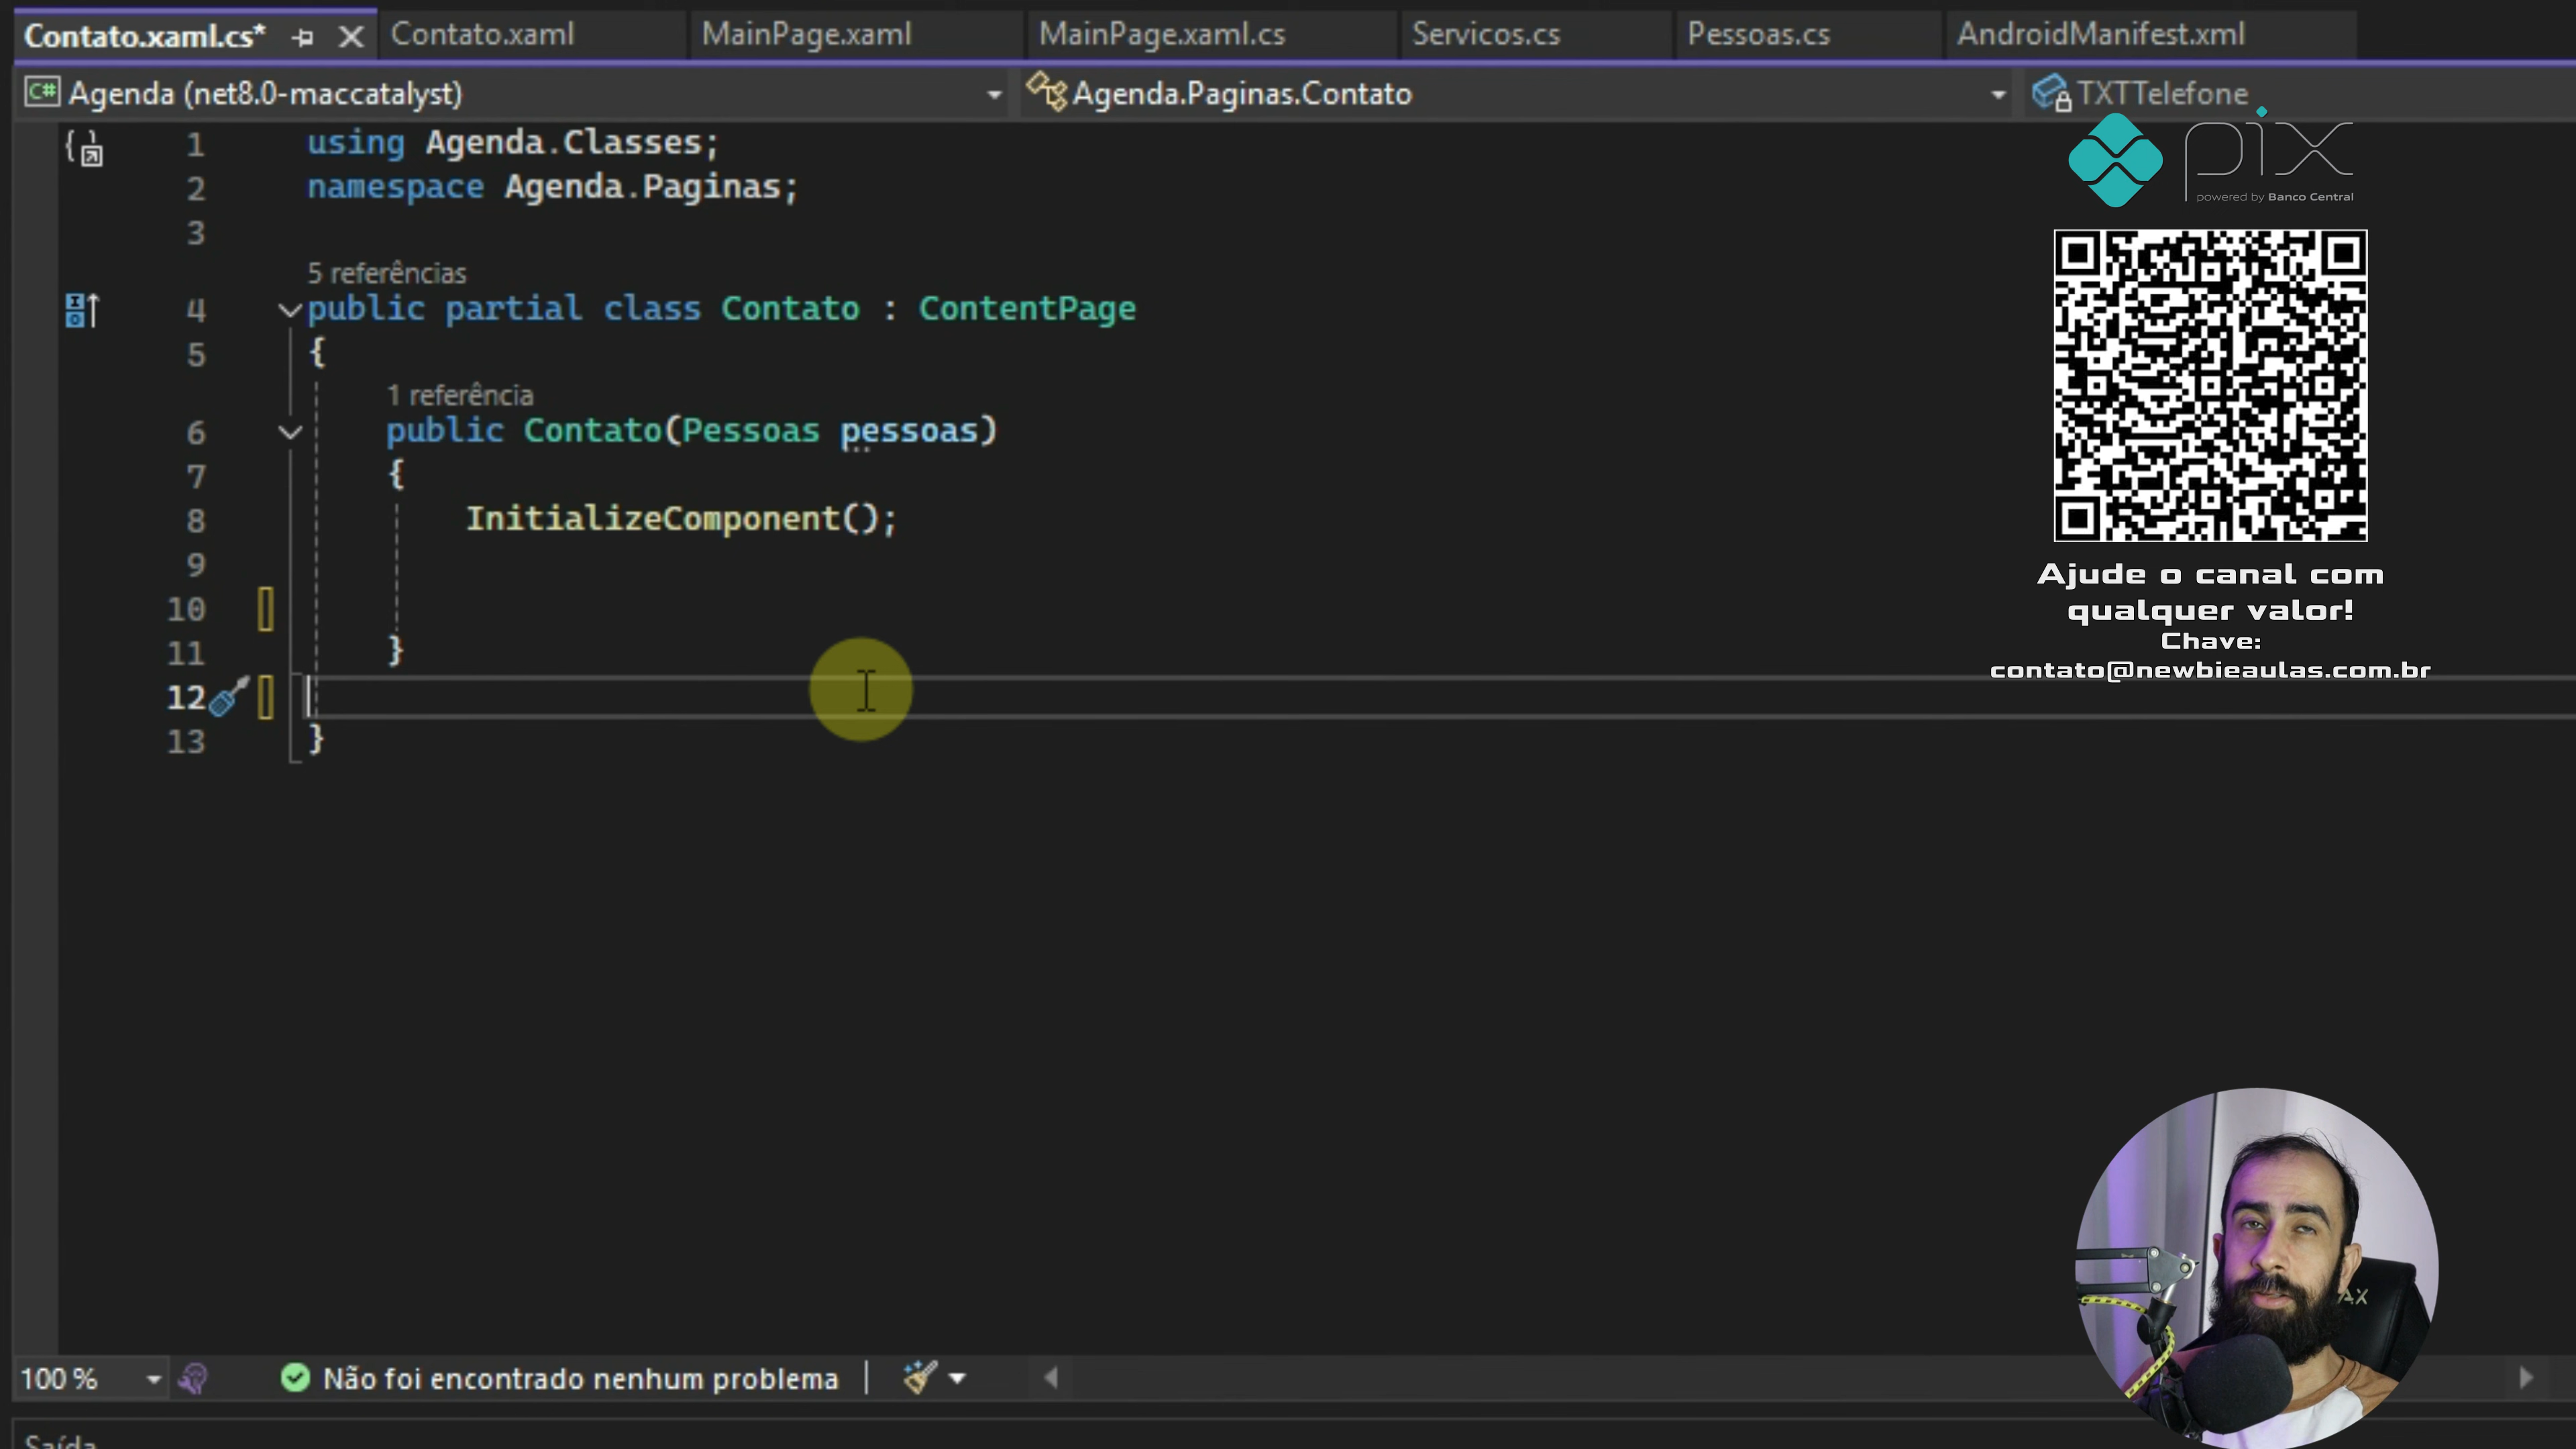 Contato.xaml.cs*
Contato.xaml
MainPage.xaml
MainPage.xaml.cs
Servicos.cs
Pessoas.cs
AndroidManifest.xml
C# Agenda (net8.0-maccatalyst)
Agenda.Paginas.Contato
TXTTelefone
1 using Agenda.Classes;
2 namespace Agenda.Paginas;
3
5 referências
4 public partial class Contato : ContentPage
5 {
1 referência
6 public Contato(Pessoas pessoas)
7 {
8 InitializeComponent();
9
10
11 }
12
13 }
pix
powered by Banco Central
Ajude o canal com
qualquer valor!
Chave:
contato@newbieaulas.com.br
AX
100 %
Não foi encontrado nenhum problema
Saída